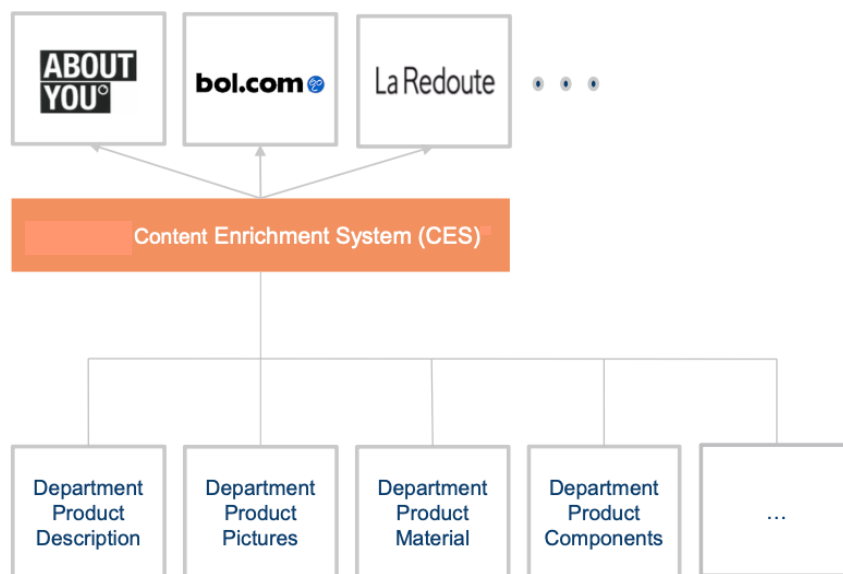 ABOUT
YOU°
bol.com
La Redoute
Content Enrichment System (CES)
Department
Product
Description
Department
Product
Pictures
Department
Product
Material
Department
Product
Components
...